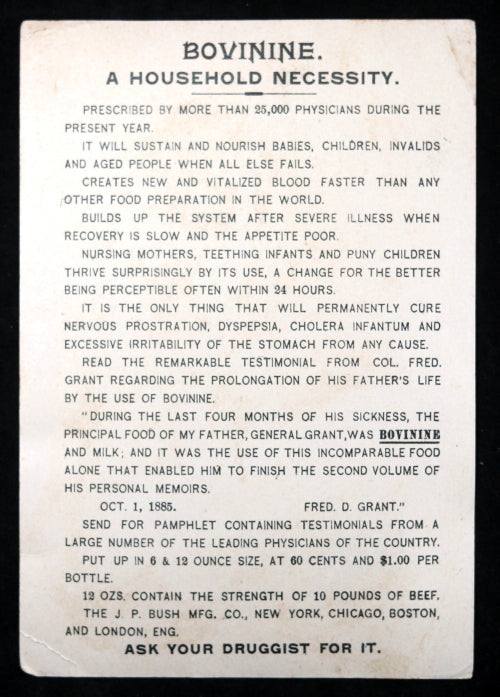 BOVININE.
A HOUSEHOLD NECESSITY.
PRESCRIBED BY MORE THAN 25,000 PHYSICIANS DURING THE
PRESENT YEAR.
IT WILL SUSTAIN AND NOURISH BABIES, CHILDREN, INVALIDS
AND AGED PEOPLE WHEN ALL ELSE FAILS.
CREATES NEW AND VITALIZED BLOOD FASTER THAN ANY
OTHER FOOD PREPARATION IN THE WORLD.
BUILDS UP THE SYSTEM AFTER SEVERE ILLNESS WHEN
RECOVERY IS SLOW AND THE APPETITE POOR.
NURSING MOTHERS, TEETHING INFANTS AND PUNY CHILDREN
THRIVE SURPRISINGLY BY ITS USE, A CHANGE FOR THE BETTER
BEING PERCEPTIBLE OFTEN WITHIN 24 HOURS.
IT IS THE ONLY THING THAT WILL PERMANENTLY CURE
NERVOUS PROSTRATION, DYSPEPSIA, CHOLERA INFANTUM AND
EXCESSIVE IRRITABILITY OF THE STOMACH FROM ANY CAUSE.
READ THE REMARKABLE TESTIMONIAL FROM COL. FRED.
GRANT REGARDING THE PROLONGATION OF HIS FATHER'S LIFE
BY THE USE OF BOVININE.
"DURING THE LAST FOUR MONTHS OF HIS SICKNESS, THE
PRINCIPAL FOOD OF MY FATHER, GENERAL GRANT, WAS BOVININE
AND MILK; AND IT WAS THE USE OF THIS INCOMPARABLE FOOD
ALONE THAT ENABLED HIM TO FINISH THE SECOND VOLUME OF
HIS PERSONAL MEMOIRS.
OCT. 1, 1885. FRED. D. GRANT."
SEND FOR PAMPHLET CONTAINING TESTIMONIALS FROM A
LARGE NUMBER OF THE LEADING PHYSICIANS OF THE COUNTRY.
PUT UP IN 6 & 12 OUNCE SIZE, AT 60 CENTS AND $1.00 PER
BOTTLE.
12 OZS. CONTAIN THE STRENGTH OF 10 POUNDS OF BEEF.
THE J. P. BUSH MFG. CO., NEW YORK, CHICAGO, BOSTON,
AND LONDON, ENG.
ASK YOUR DRUGGIST FOR IT.